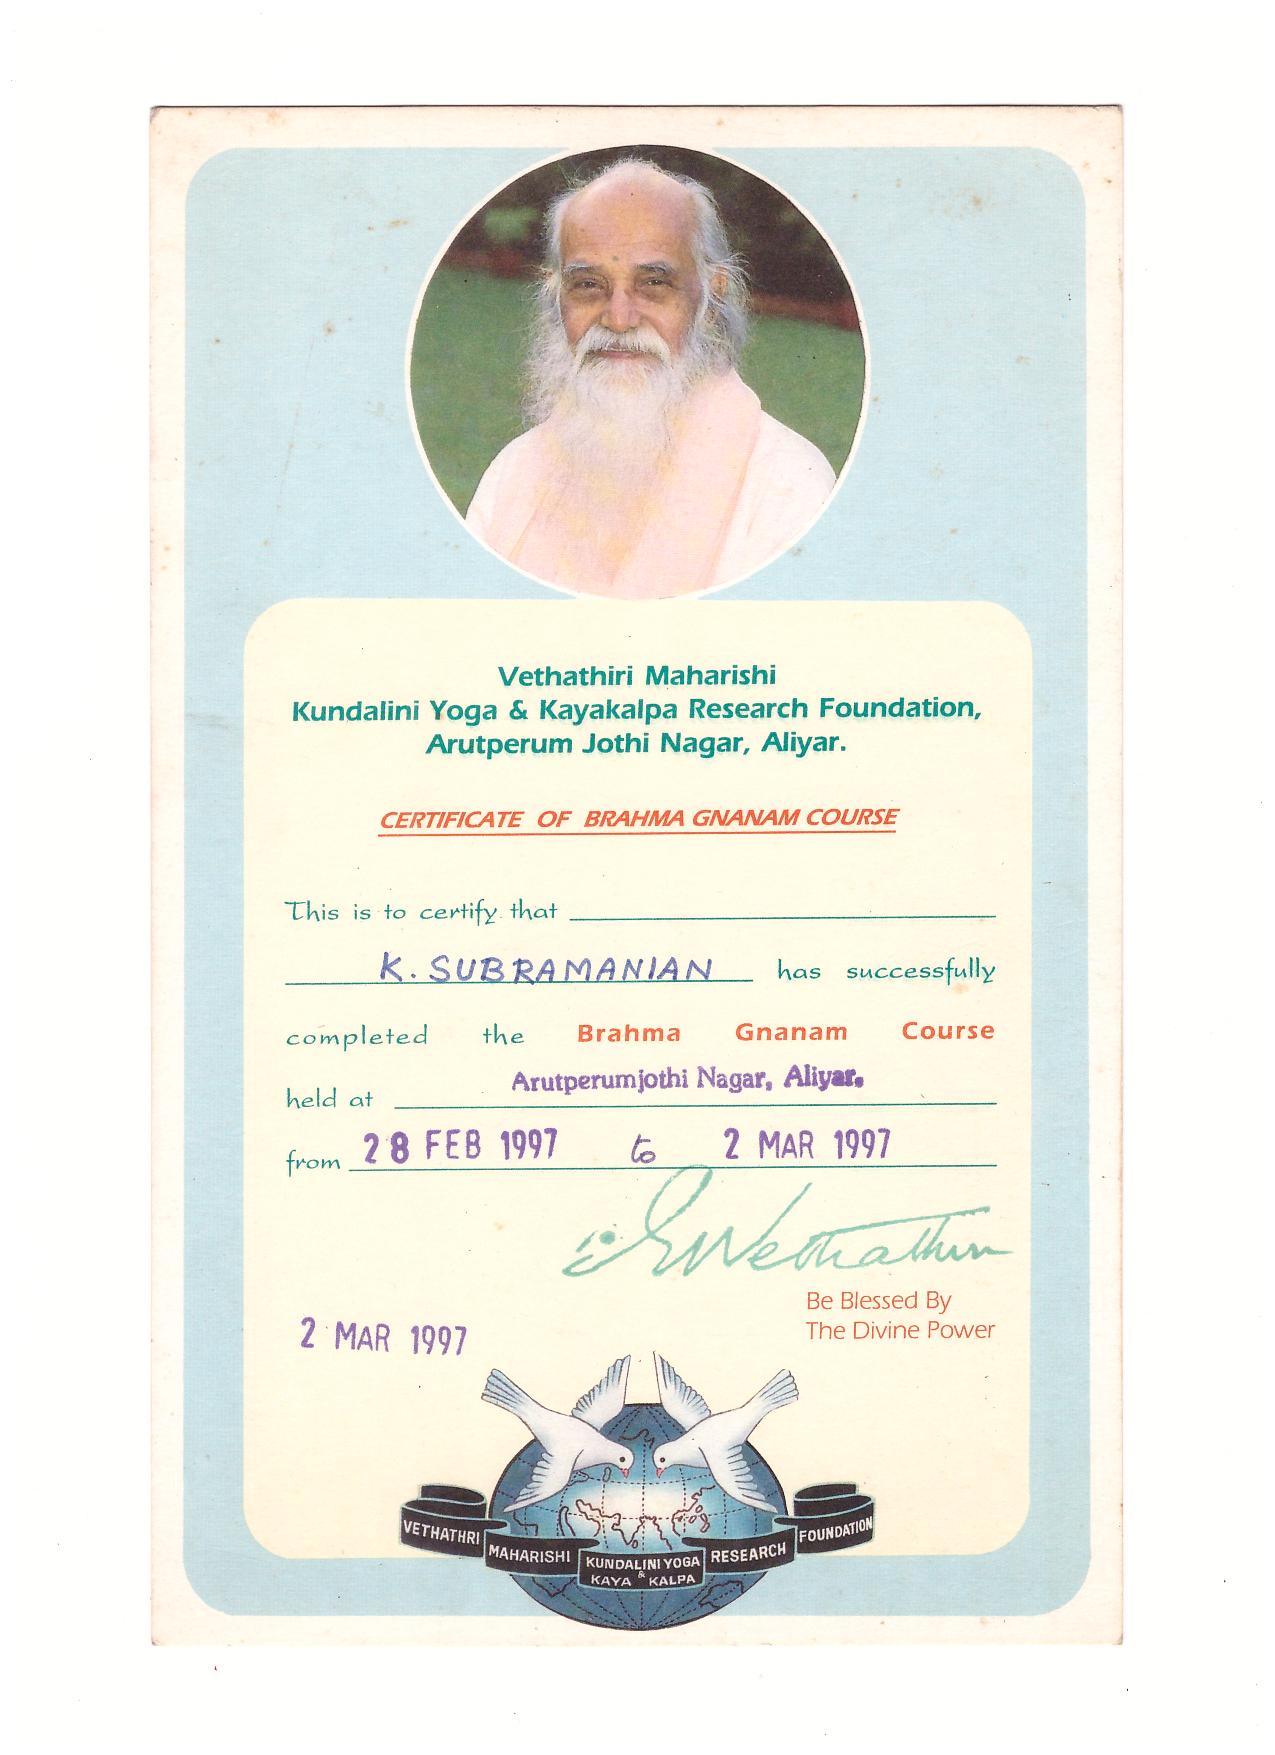 Vethathiri Maharishi
Kundalini Yoga & Kayakalpa Research Foundation,
Arutperum Jothi Nagar, Aliyar.
CERTIFICATE OF BRAHMA GNANAM COURSE
This is to certify that
K. SUBRAMANIAN has successfully
completed the Brahma Gnanam Course
Arutperumjothi Nagar, Aliyar.
held at
from 28 FEB 1997 to 2 MAR 1997
Vethathiri
Be Blessed By
The Divine Power
2 MAR 1997
VETHATHRI MAHARISHI KUNDALINI YOGA & KAYA KALPA RESEARCH FOUNDATION